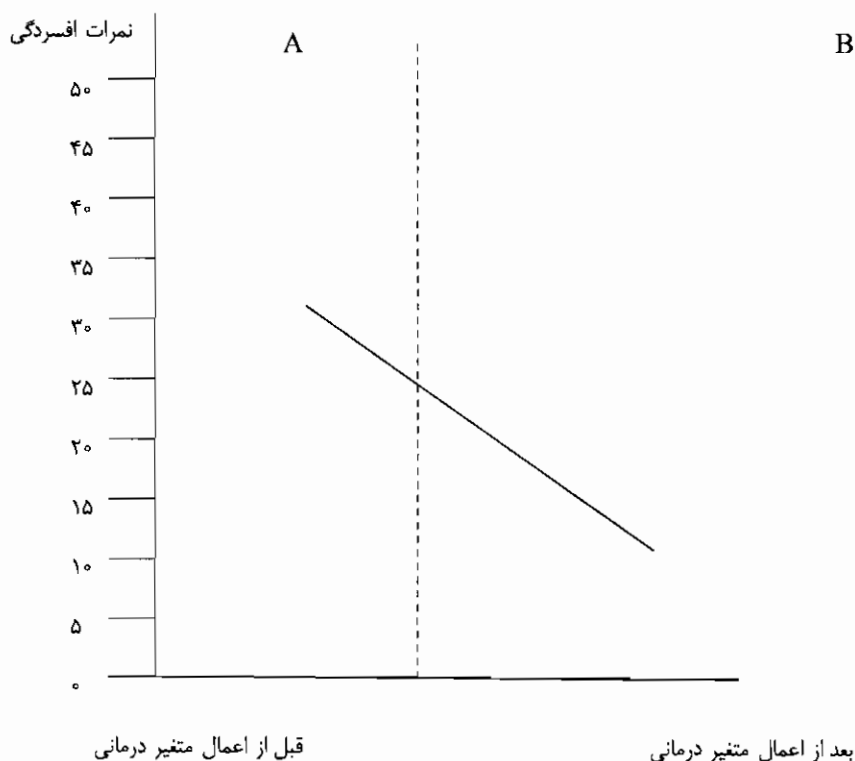 نمرات افسردگی
A
B
۵۰
۴۵
۴۰
۳۵
۳۰
۲۵
۲۰
۱۵
۱۰
۵
۰
قبل از اعمال متغیر درمانی
بعد از اعمال متغیر درمانی